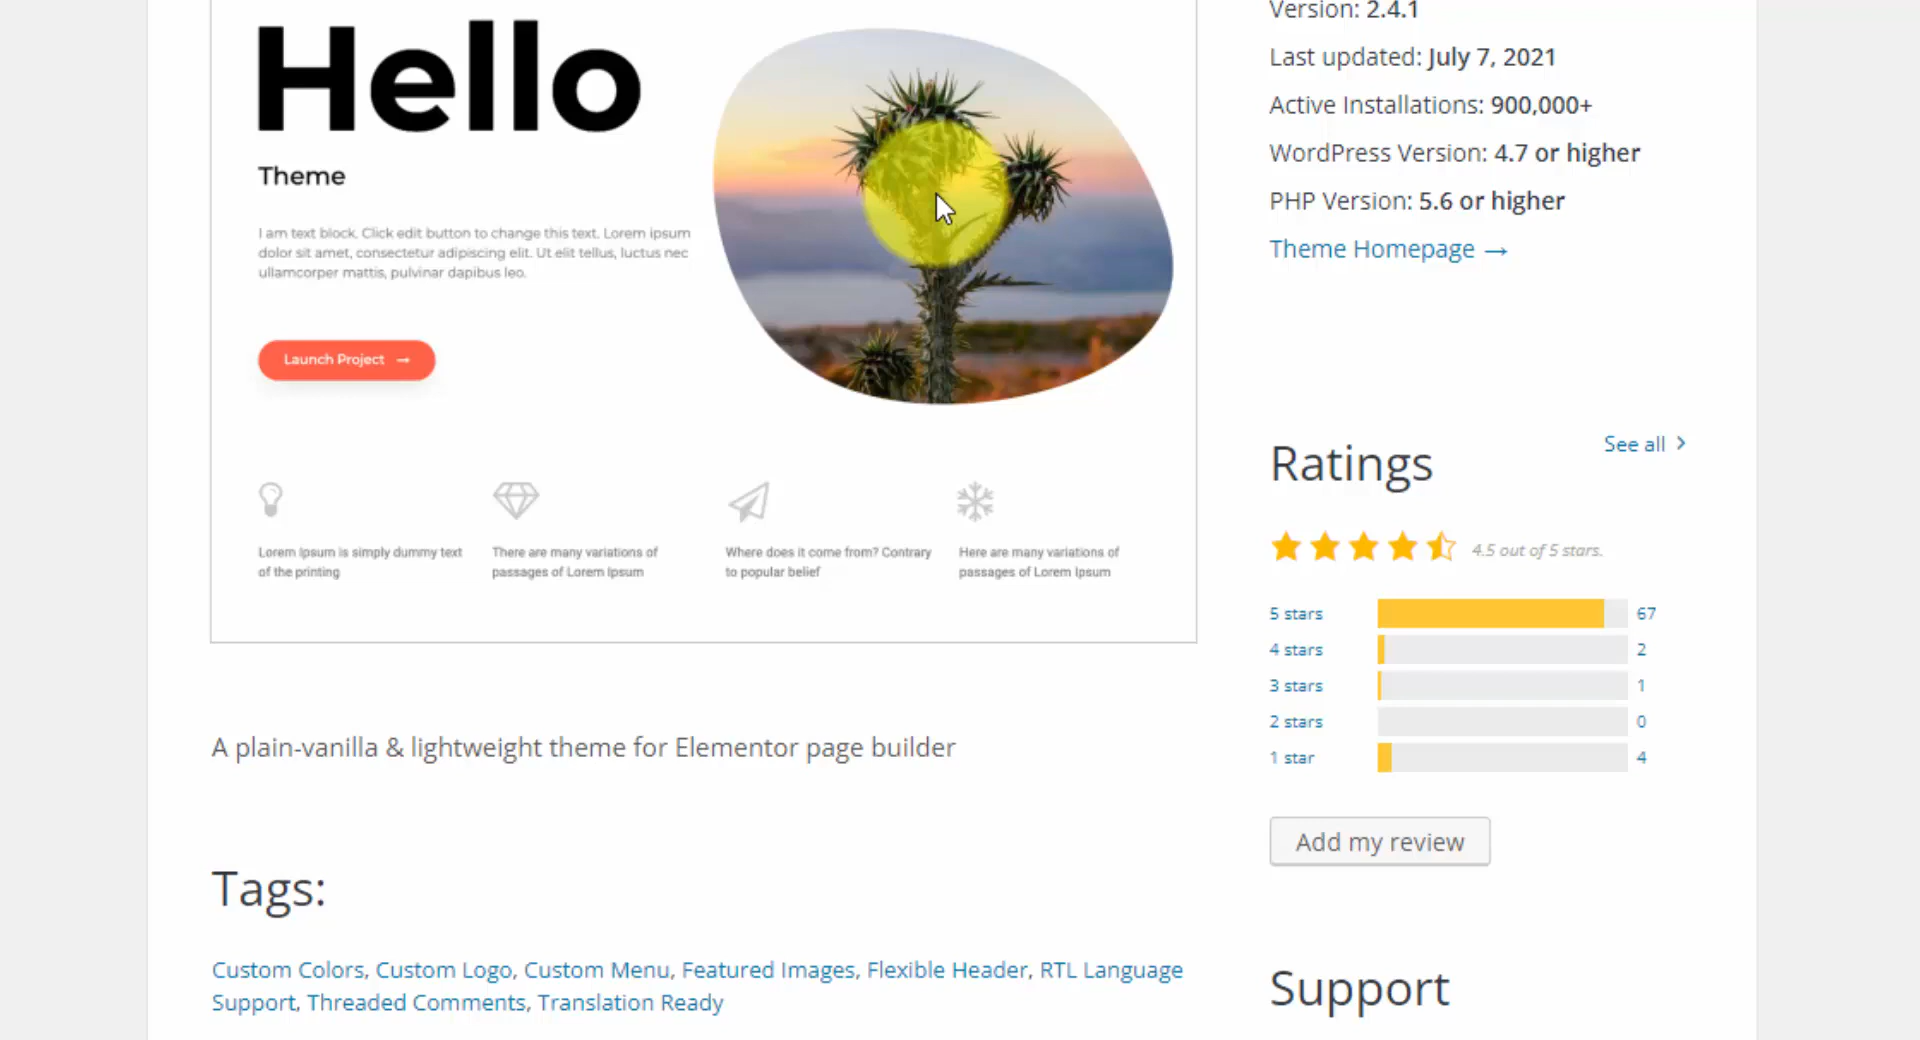 Hello
Theme
I am text block. Click edit button to change this text. Lorem ipsum
dolor sit amet, consectetur adipiscing elit. Ut elit tellus, luctus nec
ullamcorper mattis, pulvinar dapibus leo.
Launch Project →
Lorem Ipsum is simply dummy text
of the printing
There are many variations of
passages of Lorem Ipsum
Where does it come from? Contrary
to popular belief
Here are many variations of
passages of Lorem Ipsum
A plain-vanilla & lightweight theme for Elementor page builder
Tags:
Custom Colors, Custom Logo, Custom Menu, Featured Images, Flexible Header, RTL Language
Support, Threaded Comments, Translation Ready
Version: 2.4.1
Last updated: July 7, 2021
Active Installations: 900,000+
WordPress Version: 4.7 or higher
PHP Version: 5.6 or higher
Theme Homepage →
Ratings
See all >
4.5 out of 5 stars.
5 stars 67
4 stars 2
3 stars 1
2 stars 0
1 star 4
Add my review
Support